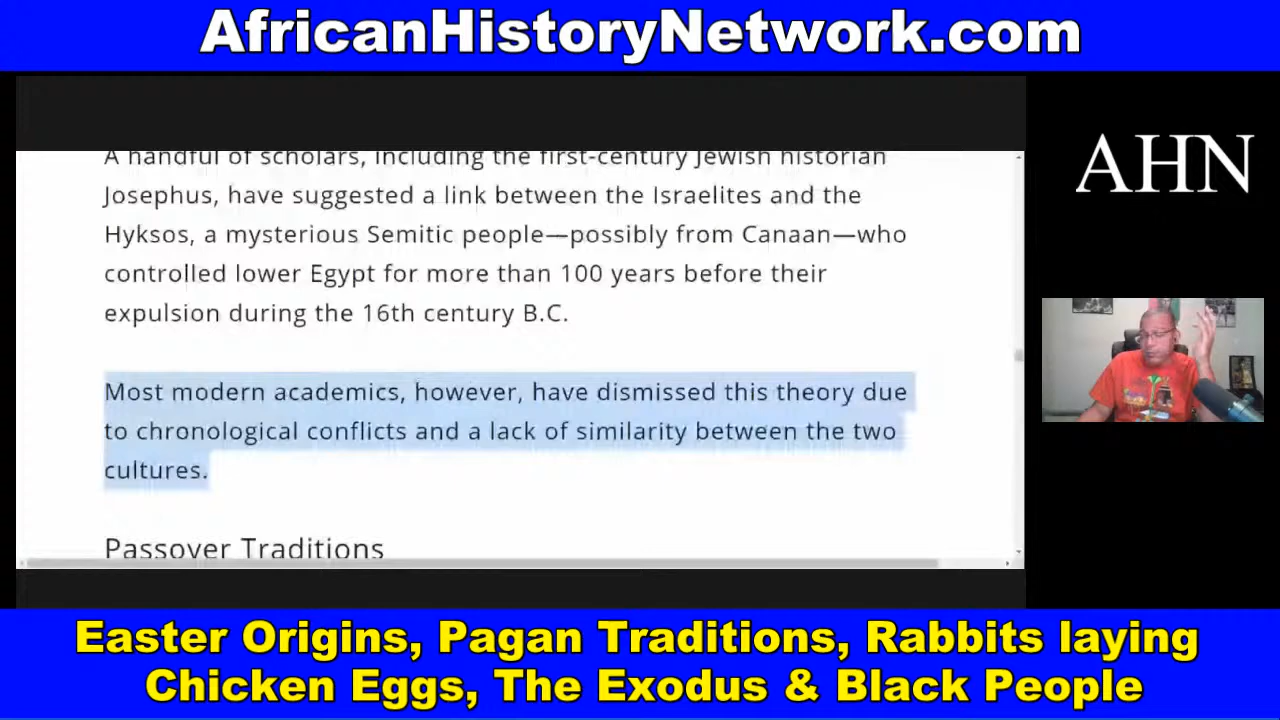 AfricanHistoryNetwork.com
A handful of scholars, including the first-century Jewish historian
Josephus, have suggested a link between the Israelites and the
Hyksos, a mysterious Semitic people—possibly from Canaan—who
controlled lower Egypt for more than 100 years before their
expulsion during the 16th century B.C.
Most modern academics, however, have dismissed this theory due
to chronological conflicts and a lack of similarity between the two
cultures.
Passover Traditions
AHN
Easter Origins, Pagan Traditions, Rabbits laying
Chicken Eggs, The Exodus & Black People